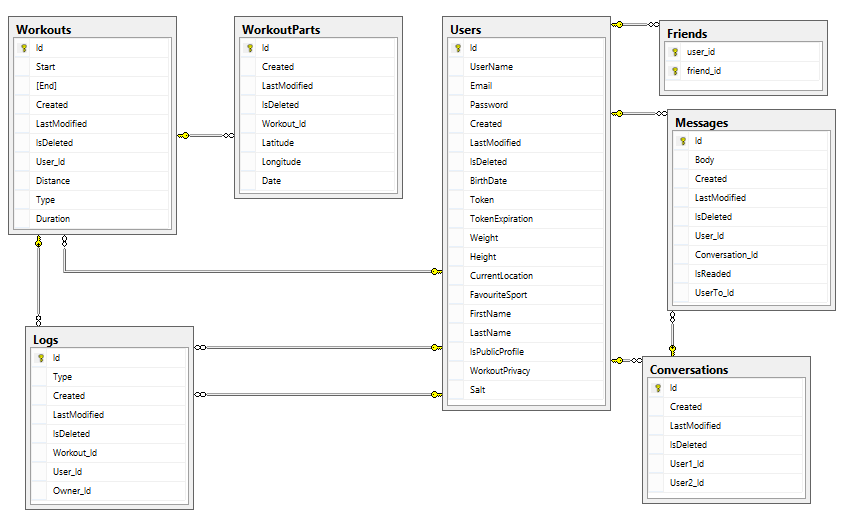 Workouts
Id
Start
[End]
Created
LastModified
IsDeleted
User_Id
Distance
Type
Duration
WorkoutParts
Id
Created
LastModified
IsDeleted
Workout_Id
Latitude
Longitude
Date
Users
Id
UserName
Email
Password
Created
LastModified
IsDeleted
BirthDate
Token
TokenExpiration
Weight
Height
CurrentLocation
FavouriteSport
FirstName
LastName
IsPublicProfile
WorkoutPrivacy
Salt
Friends
user_id
friend_id
Messages
Id
Body
Created
LastModified
IsDeleted
User_Id
Conversation_Id
IsReaded
UserTo_Id
Logs
Id
Type
Created
LastModified
IsDeleted
Workout_Id
User_Id
Owner_Id
Conversations
Id
Created
LastModified
IsDeleted
User1_Id
User2_Id